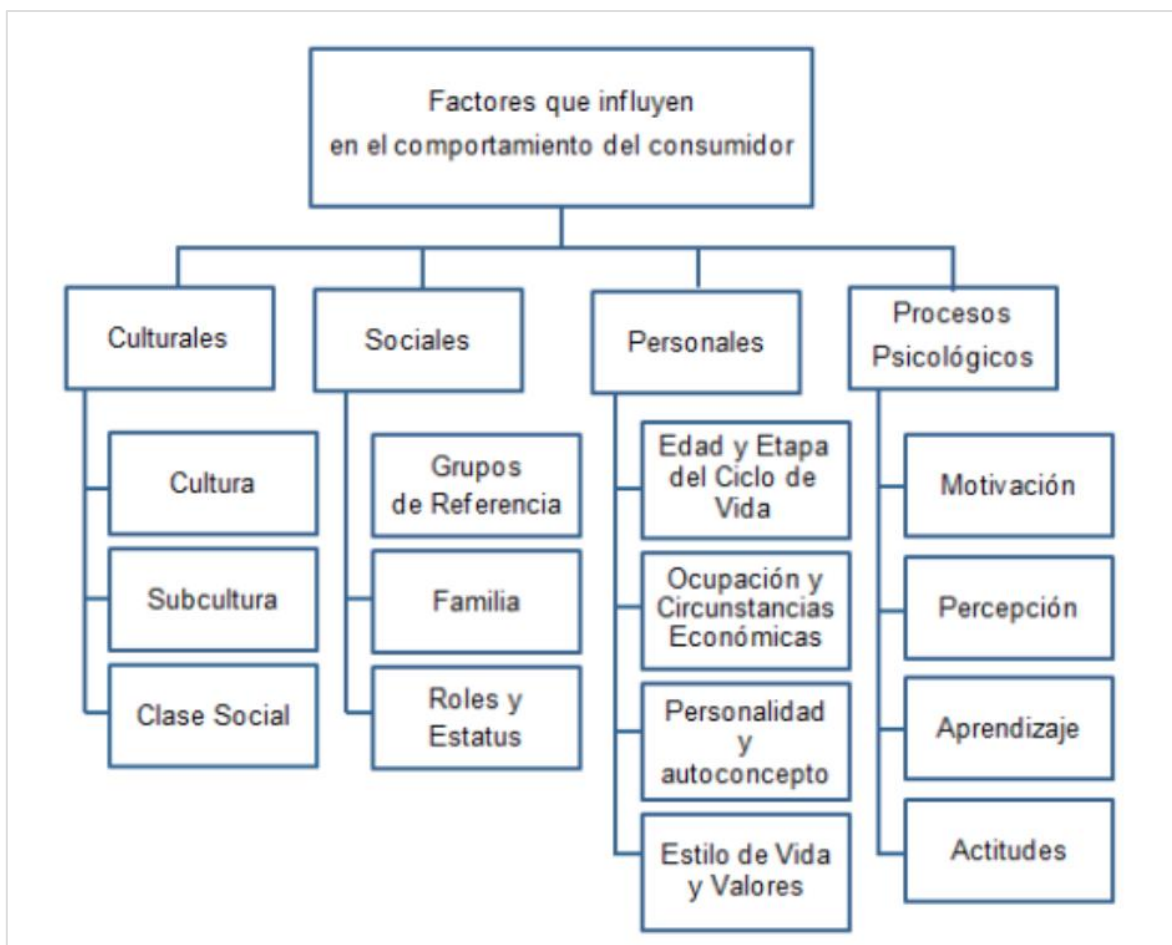 Factores que influyen
en el comportamiento del consumidor
Culturales
Cultura
Subcultura
Clase Social
Sociales
Grupos
de Referencia
Familia
Roles y
Estatus
Personales
Edad y Etapa
del Ciclo de
Vida
Ocupación y
Circunstancias
Económicas
Personalidad
y
autoconcepto
Estilo de Vida
y Valores
Procesos
Psicológicos
Motivación
Percepción
Aprendizaje
Actitudes